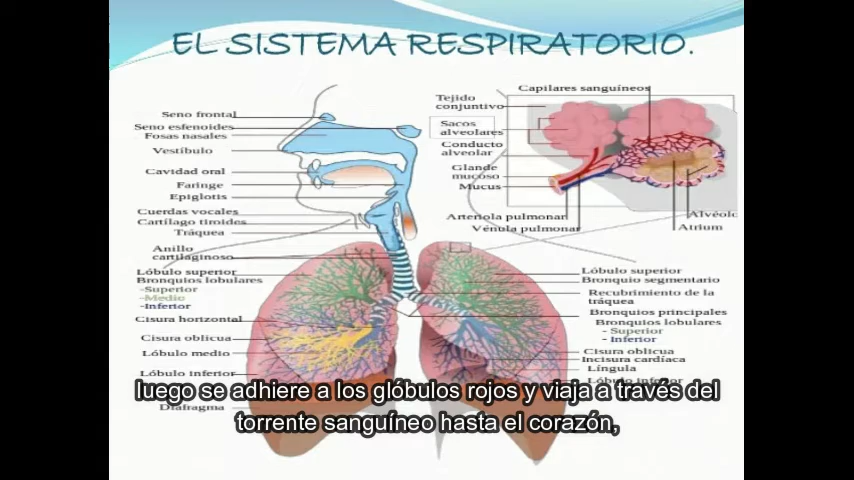 EL SISTEMA RESPIRATORIO.
Seno frontal
Seno esfenoides
Fosas nasales
Vestíbulo
Cavidad oral
Faringe
Epiglotis
Cuerdas vocales
Cartílago tiroides
Tráquea
Anillo
cartilaginoso
Lóbulo superior
Bronquios lobulares
-Superior
-Medio
-Inferior
Cisura horizontal
Cisura oblicua
Lóbulo medio
Lóbulo inferior
Diafragma
Capilares sanguíneos
Tejido
conjuntivo
Sacos
alveolares
Conducto
alveolar
Glande
mucoso
Mucus
Arteriola pulmonar
Vénula pulmonar
Alvéolo
Atrium
Lóbulo superior
Bronquio segmentario
Recubrimiento de la
tráquea
Bronquios principales
Bronquios lobulares
- Superior
- Inferior
Cisura oblicua
Incisura cardíaca
Língula
Lóbulo inferior
luego se adhiere a los glóbulos rojos y viaja a través del
torrente sanguíneo hasta el corazón,